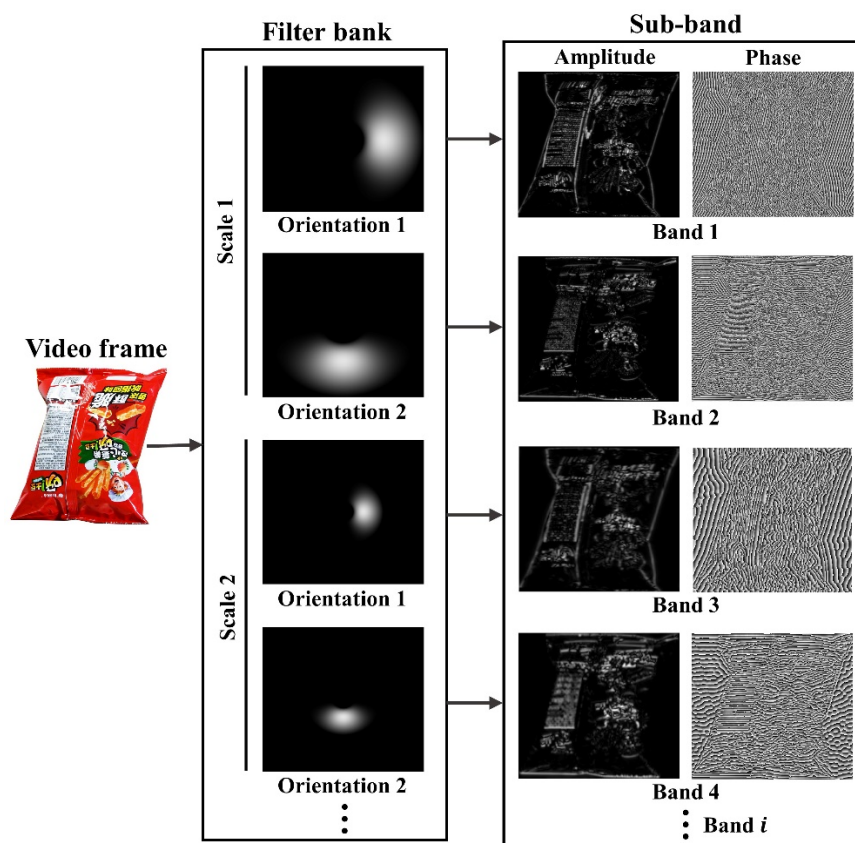 Filter bank
Sub-band
Amplitude
Phase
Scale 1
Orientation 1
Band 1
Orientation 2
Band 2
Video frame
Scale 2
Orientation 1
Band 3
Orientation 2
Band 4
Band i